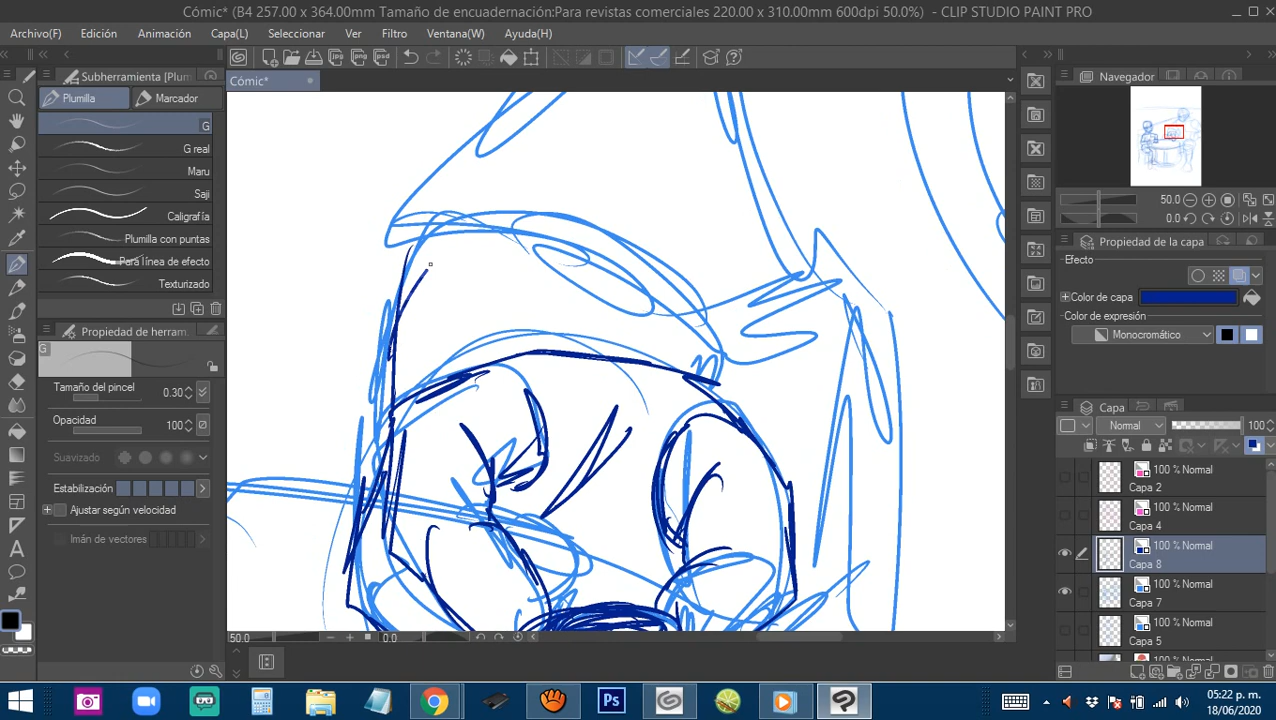 Cómic* (B4 257.00 x 364.00mm Tamaño de encuadernación:Para revistas comerciales 220.00 x 310.00mm 600dpi 50.0%) - CLIP STUDIO PAINT PRO
Archivo(F) Edición Animación Capa(L) Seleccionar Ver Filtro Ventana(W) Ayuda(H)
Subherramienta [Plum
Cómic*
Plumilla Marcador
G
G real
Maru
Saji
Caligrafía
Plumilla con puntas
Para línea de efecto
Texturizado
Propiedad de herram
G
Tamaño del pincel 0.30
Opacidad 100
Suavizado
Estabilización
Ajustar según velocidad
Imán de vectores
50.0 0.0
Navegador
50.0
0.0
Propiedad de la capa
Efecto
Color de capa
Color de expresión
Monocromático
Capa
Normal 100
100 % Normal
Capa 2
100 % Normal
Capa 4
100 % Normal
Capa 8
100 % Normal
Capa 7
100 % Normal
Capa 5
100 % Normal
Ps
05:22 p. m.
18/06/2020